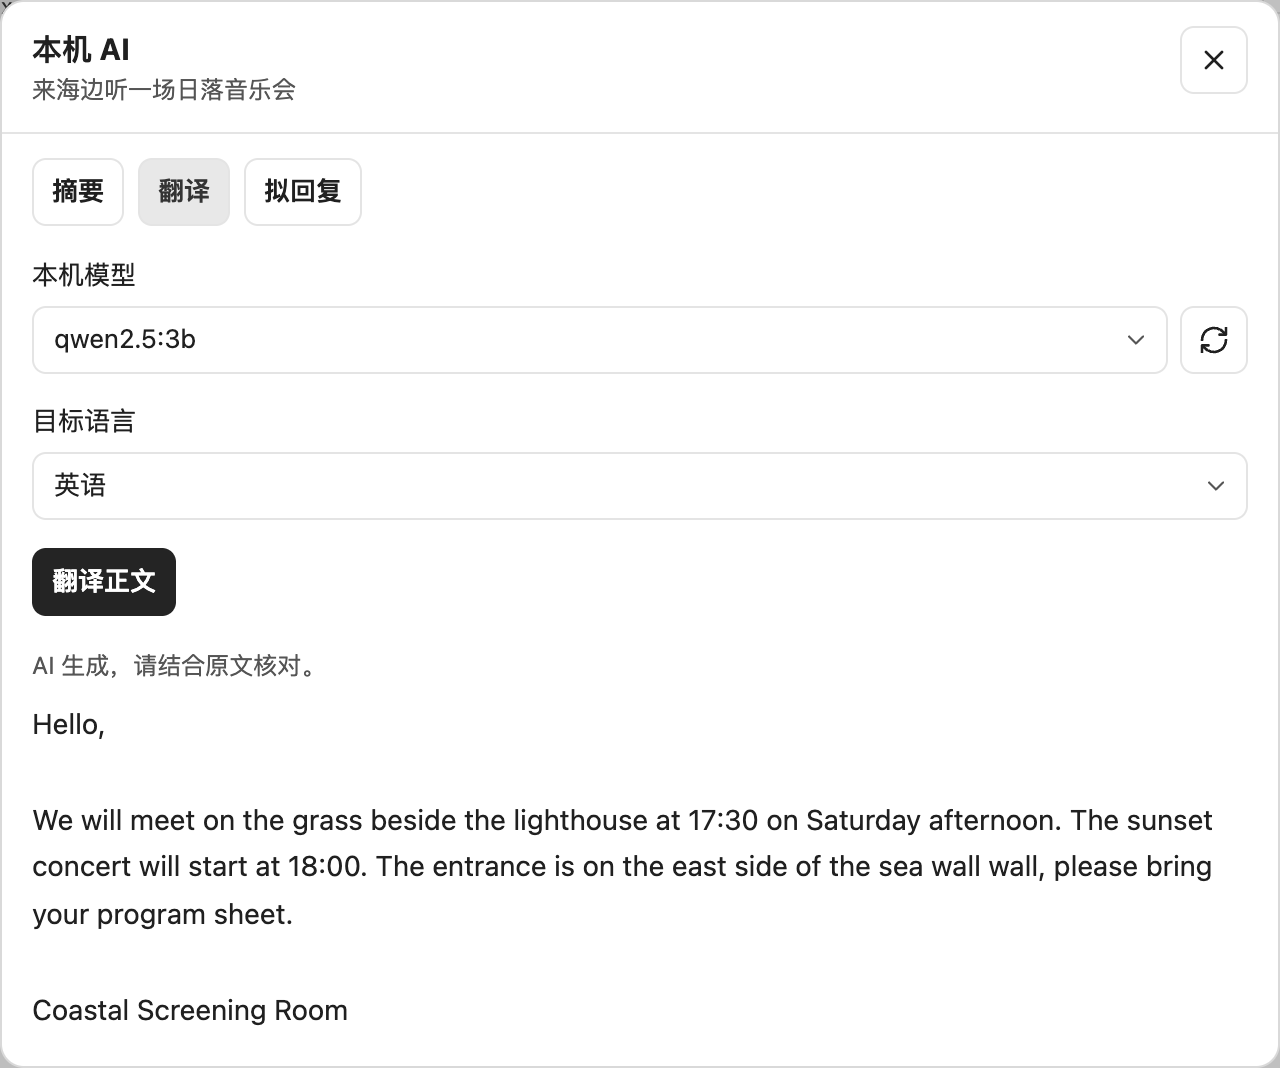 本机 AI
来海边听一场日落音乐会
摘要
翻译
拟回复
本机模型
qwen2.5:3b
目标语言
英语
翻译正文
AI 生成，请结合原文核对。
Hello,
We will meet on the grass beside the lighthouse at 17:30 on Saturday afternoon. The sunset
concert will start at 18:00. The entrance is on the east side of the sea wall wall, please bring
your program sheet.
Coastal Screening Room